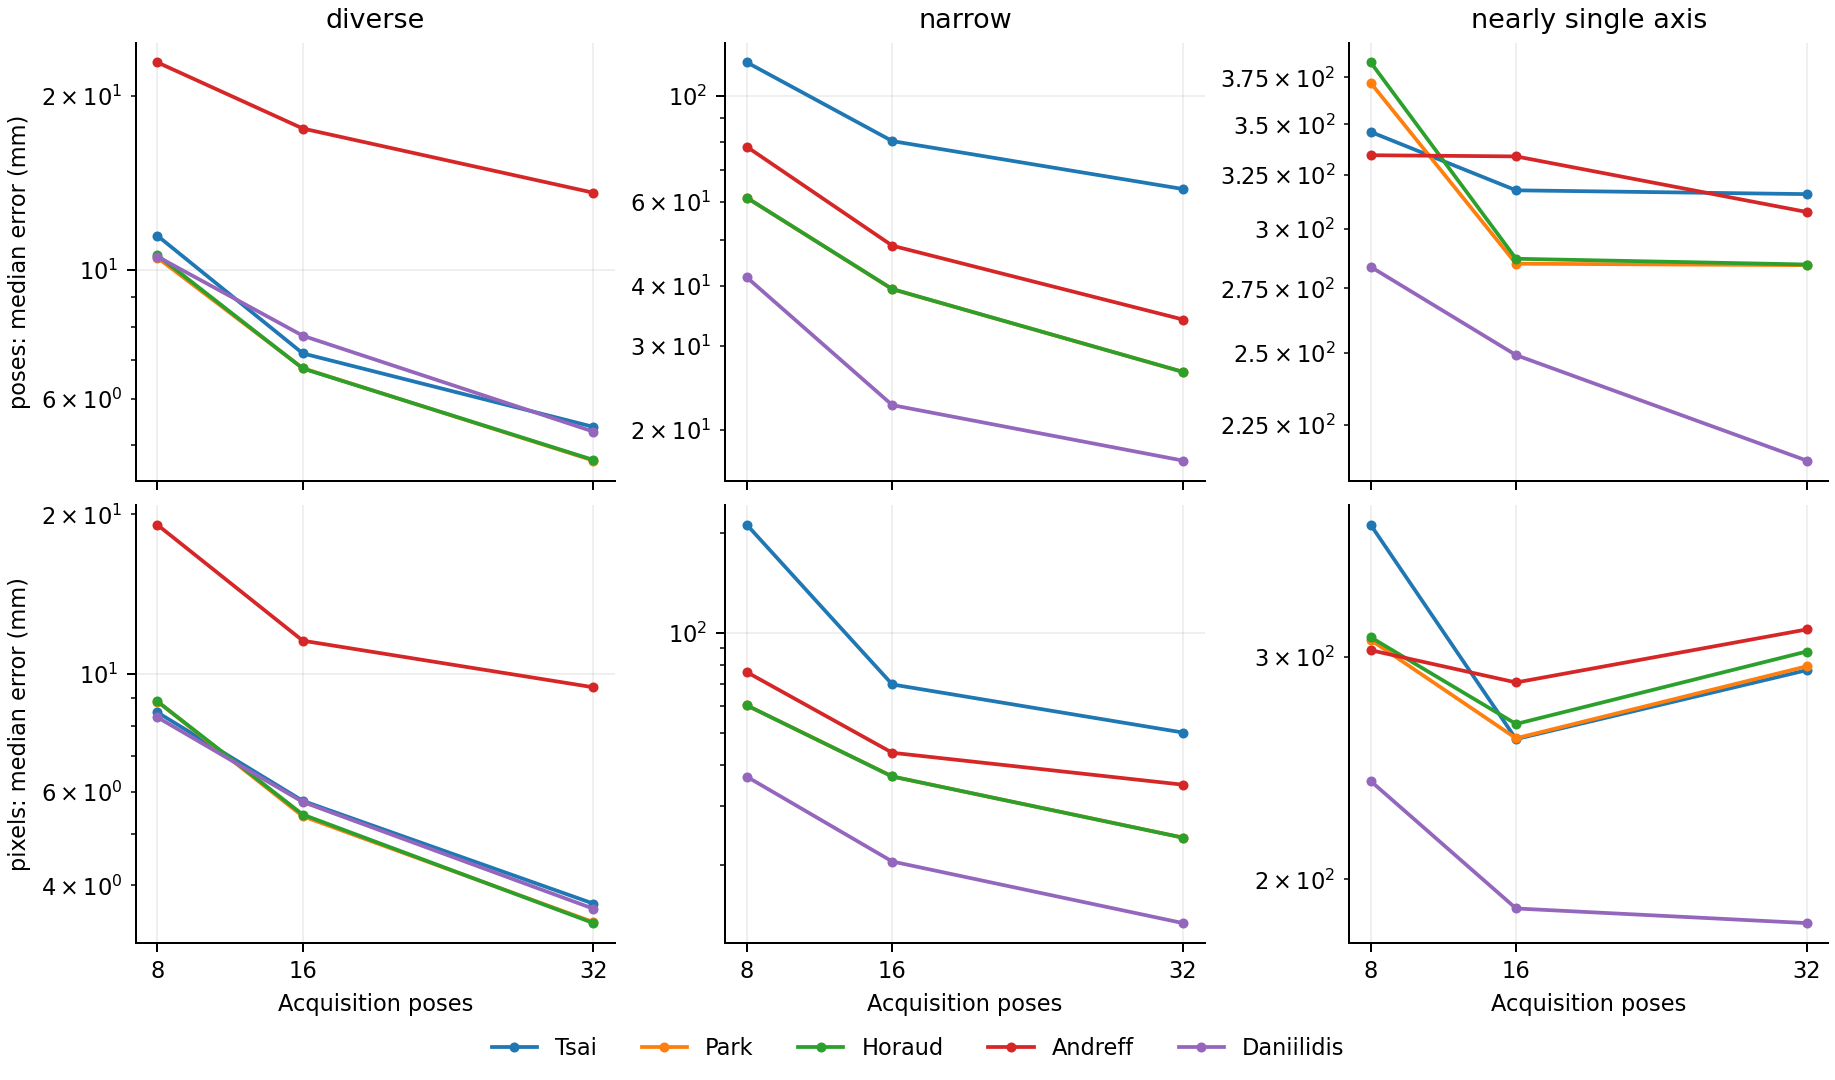 diverse
narrow
nearly single axis
poses: median error (mm)
2 × 10¹
10¹
6 × 10⁰
10²
6 × 10¹
4 × 10¹
3 × 10¹
2 × 10¹
3.75 × 10²
3.5 × 10²
3.25 × 10²
3 × 10²
2.75 × 10²
2.5 × 10²
2.25 × 10²
pixels: median error (mm)
2 × 10¹
10¹
6 × 10⁰
4 × 10⁰
10²
3 × 10²
2 × 10²
8 16 32
8 16 32
8 16 32
Acquisition poses
Acquisition poses
Acquisition poses
Tsai Park Horaud Andreff Daniilidis